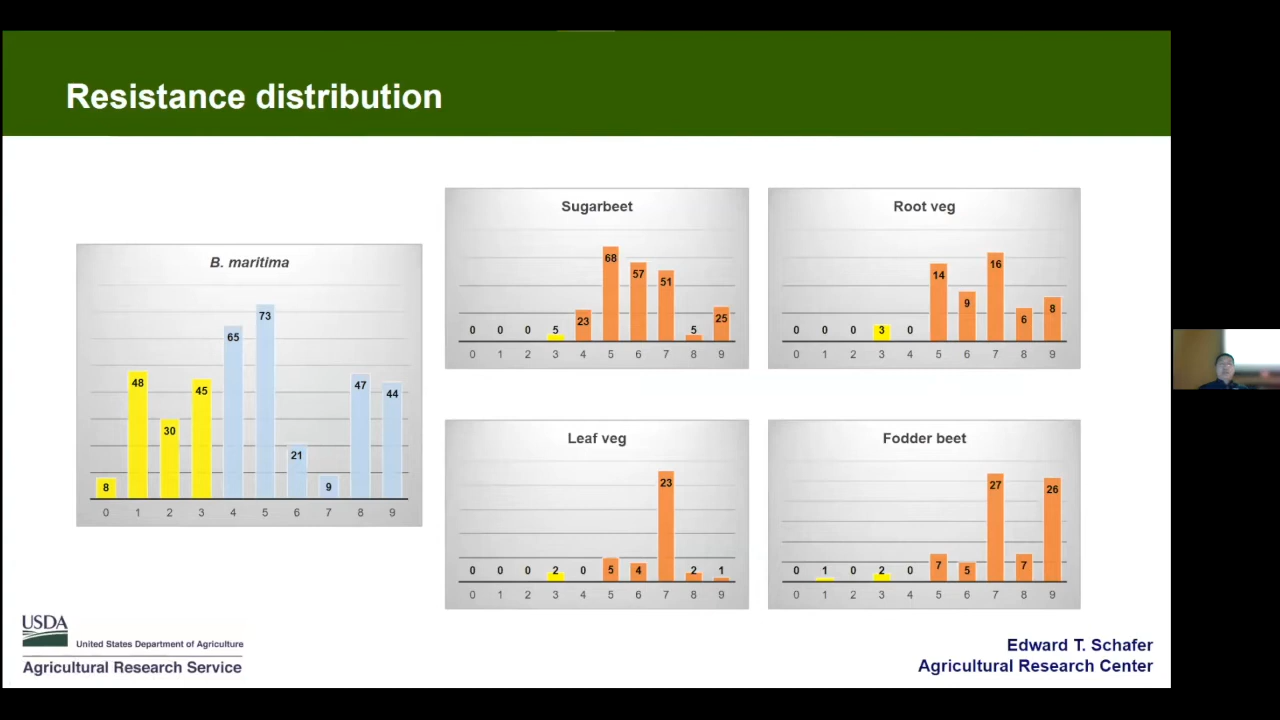 Resistance distribution
B. maritima
8 48 30 45 65 73 21 9 47 44
0 1 2 3 4 5 6 7 8 9
Sugarbeet
0 0 0 5 23 68 57 51 5 25
0 1 2 3 4 5 6 7 8 9
Root veg
0 0 0 3 0 14 9 16 6 8
0 1 2 3 4 5 6 7 8 9
Leaf veg
0 0 0 2 0 5 4 23 2 1
0 1 2 3 4 5 6 7 8 9
Fodder beet
0 1 0 2 0 7 5 27 7 26
0 1 2 3 4 5 6 7 8 9
USDA
United States Department of Agriculture
Agricultural Research Service
Edward T. Schafer
Agricultural Research Center